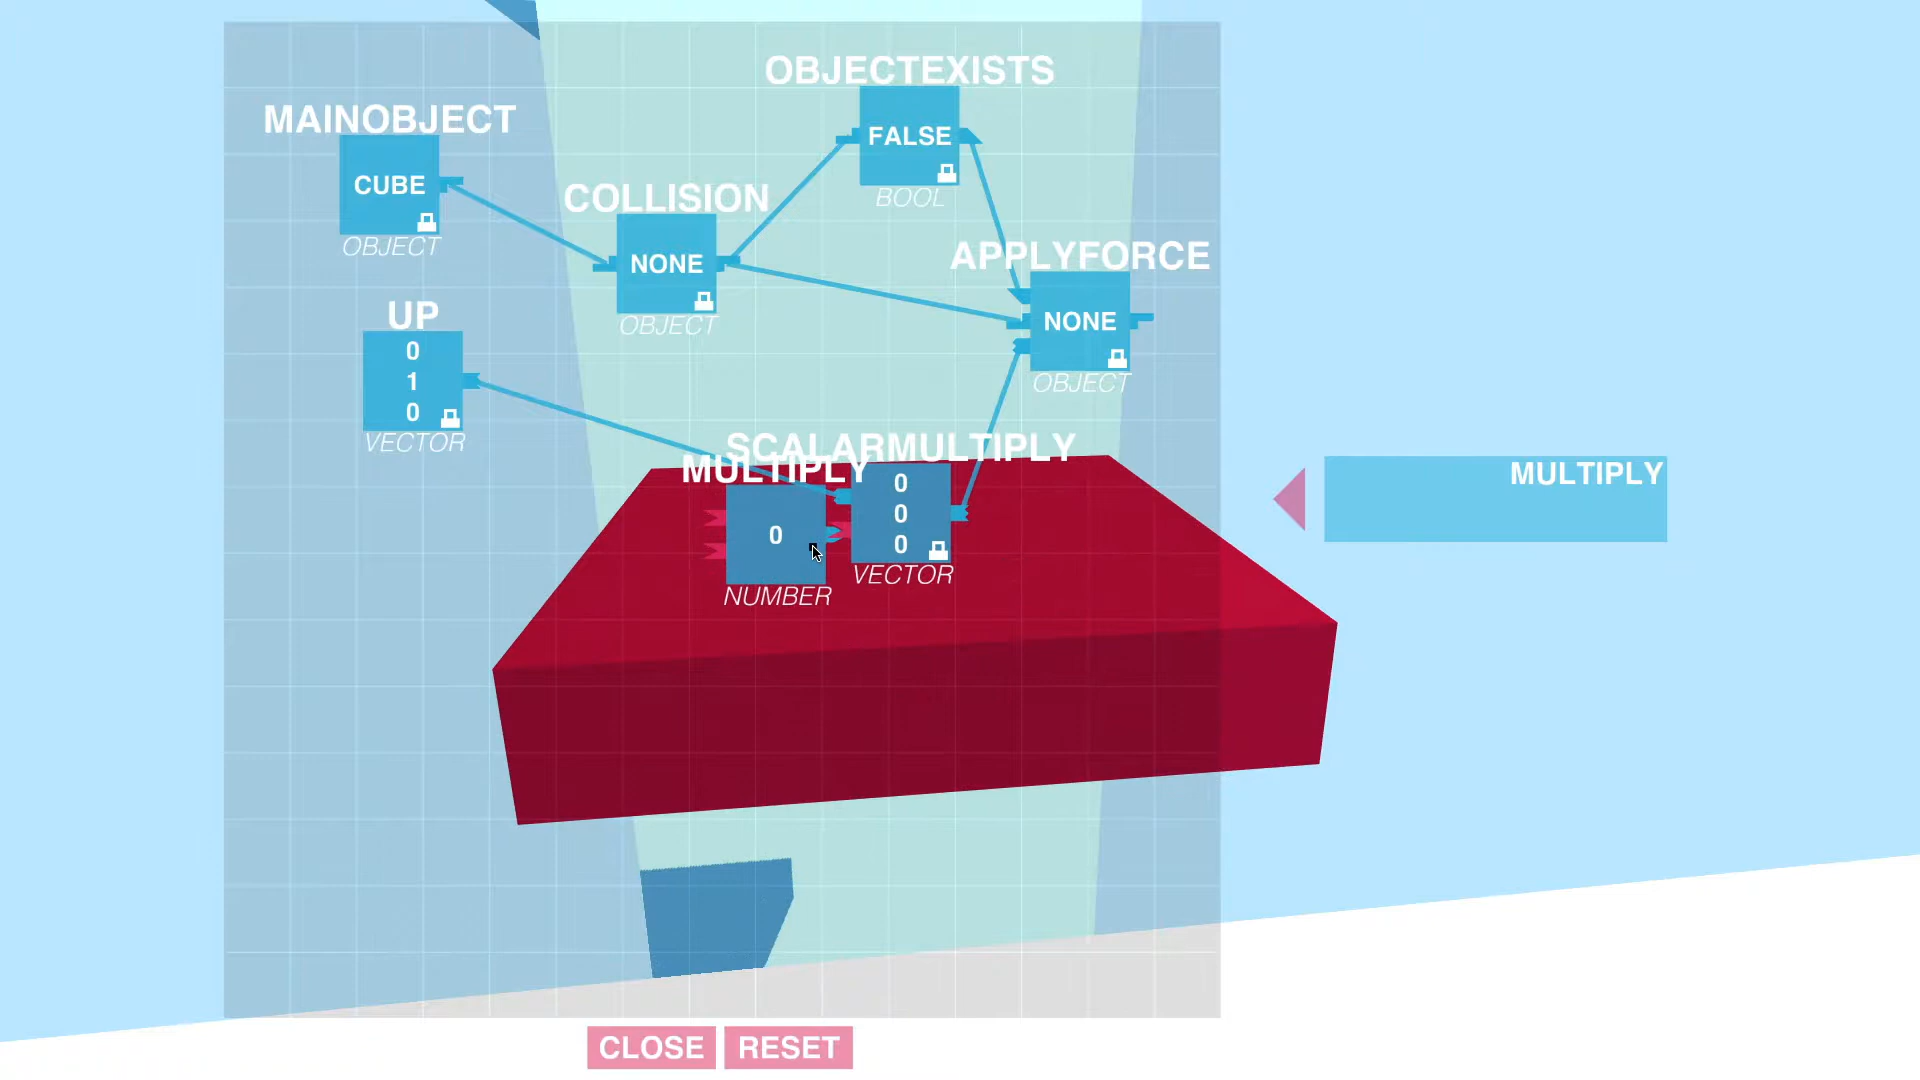 OBJECTEXISTS
FALSE
BOOL
MAINOBJECT
CUBE
OBJECT
COLLISION
NONE
OBJECT
APPLYFORCE
NONE
OBJECT
UP
0
1
0
VECTOR
SCALARMULTIPLY
0
0
0
VECTOR
MULTIPLY
0
NUMBER
MULTIPLY
CLOSE
RESET